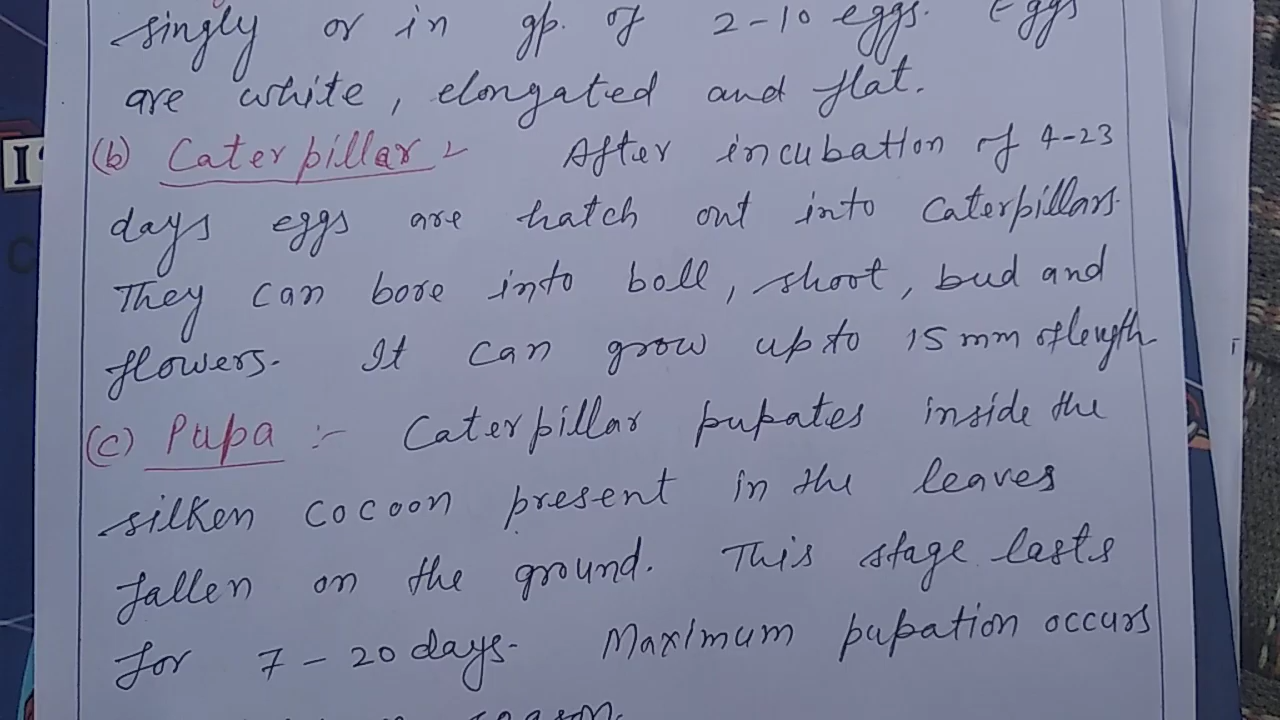 singly or in gp. of 2-10 eggs. Eggs
are white, elongated and flat.
(b) Caterpillar :- After incubation of 4-23
days eggs are hatch out into caterpillars.
They can bore into boll, shoot, bud and
flowers. It can grow up to 15 mm of length
(c) Pupa :- Caterpillar pupates inside the
silken cocoon present in the leaves
fallen on the ground. This stage lasts
for 7-20 days. Maximum pupation occurs
season.